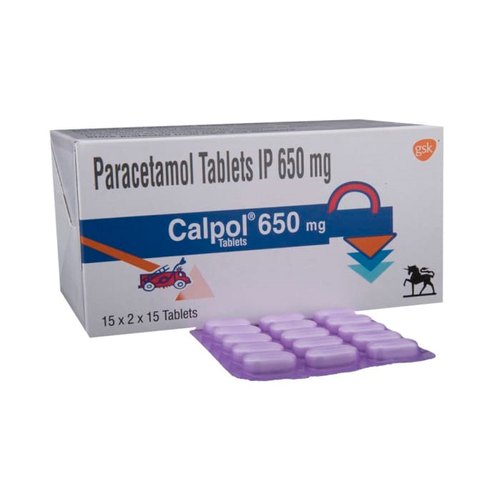 Paracetamol Tablets IP 650 mg
gsk
Calpol® 650 mg
Tablets
15 x 2 x 15 Tablets